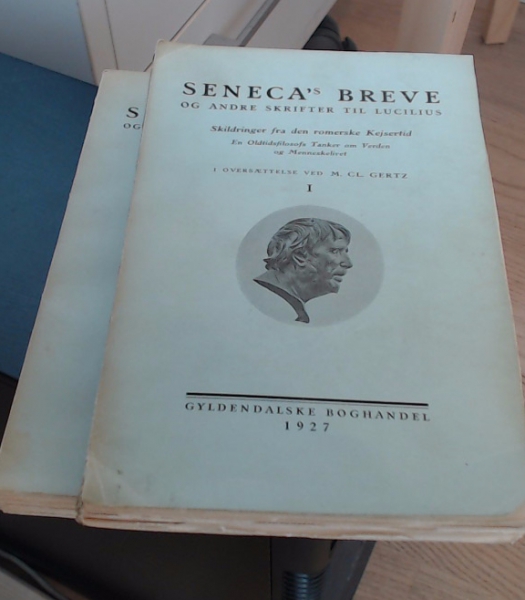 SENECA'S BREVE
OG ANDRE SKRIFTER TIL LUCILIUS
Skildringer fra den romerske Kejsertid
En Oldtidsfilosofs Tanker om Verden
og Menneskelivet
I OVERSÆTTELSE VED M. CL. GERTZ
I
GYLDENDALSKE BOGHANDEL
1927
S
OG